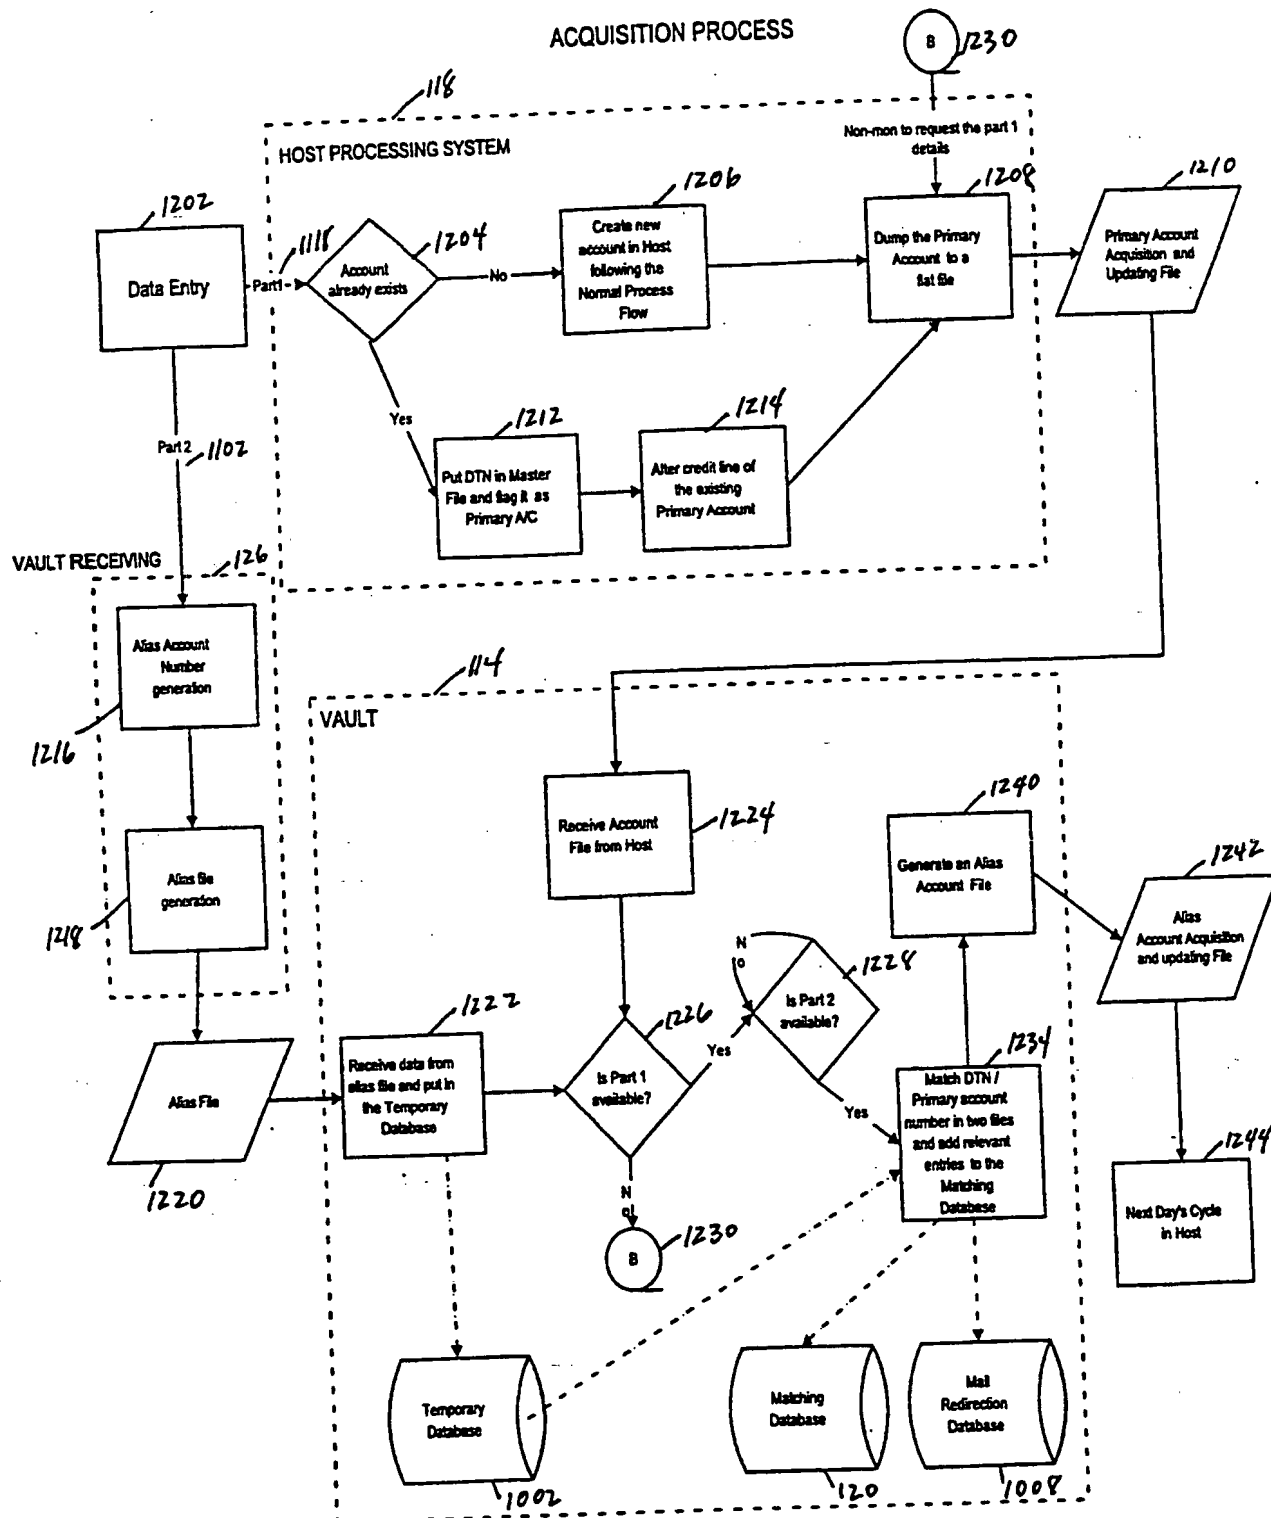 ACQUISITION PROCESS
B
1230
118
HOST PROCESSING SYSTEM
Non-mon to request the part 1
details
1202
Data Entry
Part1
1118
1204
Account
already exists
No
1206
Create new
account in Host
following the
Normal Process
Flow
1208
Dump the Primary
Account to a
flat file
1210
Primary Account
Acquisition and
Updating File
Yes
1212
Put DTN in Master
File and flag it as
Primary A/C
1214
After credit line of
the existing
Primary Account
Part 2
1102
VAULT RECEIVING
126
Alias Account
Number
generation
1216
Alias file
generation
1218
Alias File
1220
114
VAULT
Receive Account
File from Host
1224
1222
Receive data from
alias file and put in
the Temporary
Database
1226
Is Part 1
available?
Yes
N
o
B
1230
N
o
1228
Is Part 2
available?
Yes
1240
Generate an Alias
Account File
1234
Match DTN /
Primary account
number in two files
and add relevant
entries to the
Matching
Database
1242
Alias
Account Acquisition
and updating File
1244
Next Day's Cycle
in Host
Temporary
Database
1002
Matching
Database
120
Mail
Redirection
Database
1008